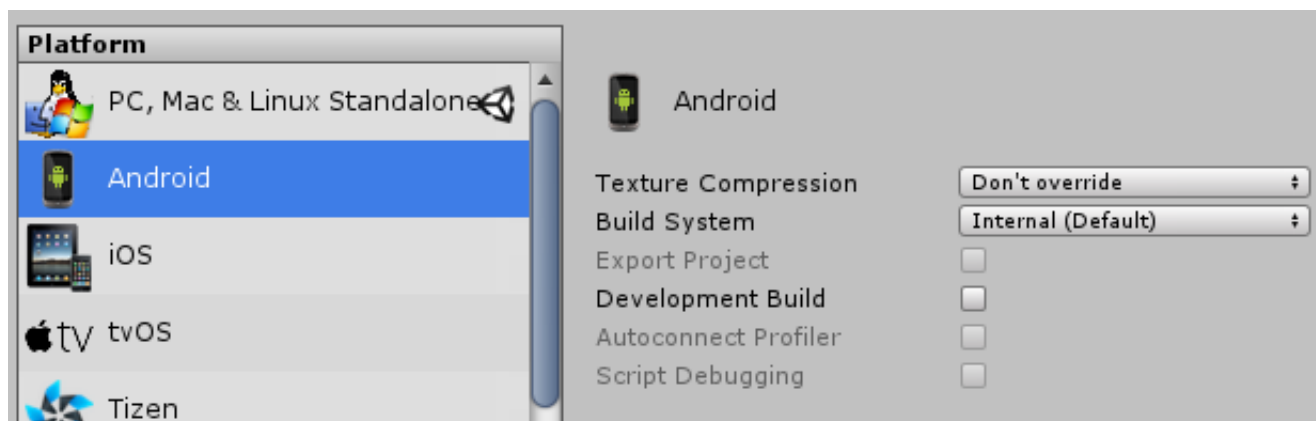 Platform
PC, Mac & Linux Standalone
Android
iOS
tv tvOS
Tizen
Android
Texture Compression Don't override
Build System Internal (Default)
Export Project
Development Build
Autoconnect Profiler
Script Debugging